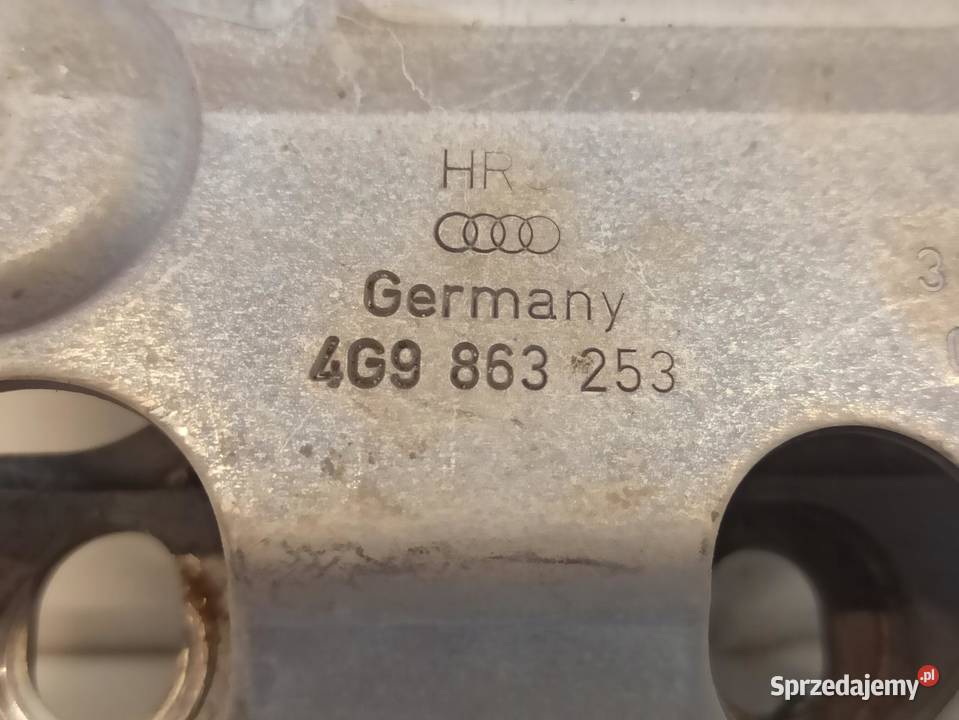 HR
Germany
3
4G9 863 253
Sprzedajemy.pl